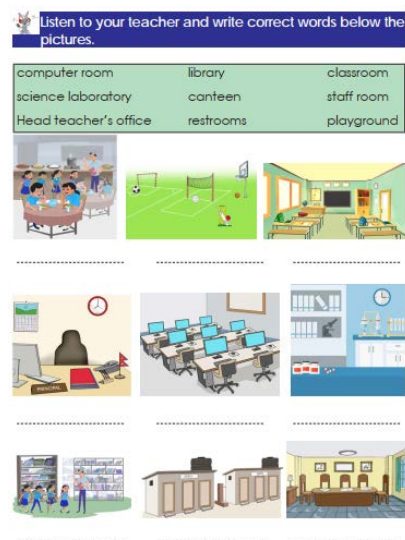 Listen to your teacher and write correct words below the
pictures.
computer room library classroom
science laboratory canteen staff room
Head teacher's office restrooms playground
PRINCIPAL